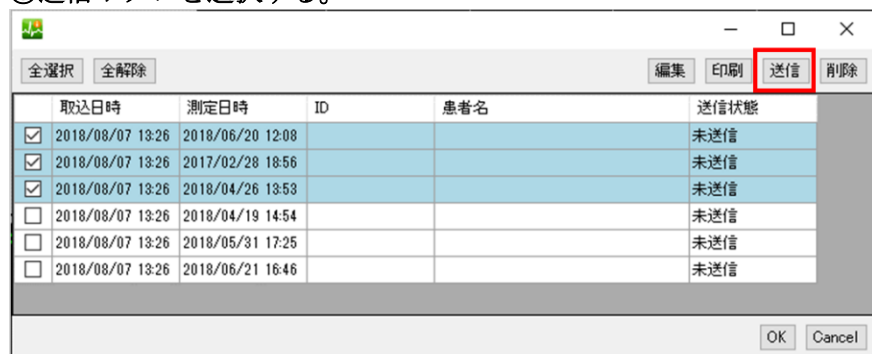 送信ボタンを選択する。
全選択 全解除 編集 印刷 送信 削除
取込日時 測定日時 ID 患者名 送信状態
2018/08/07 13:26 2018/06/20 12:08 未送信
2018/08/07 13:26 2017/02/28 18:56 未送信
2018/08/07 13:26 2018/04/26 13:53 未送信
2018/08/07 13:26 2018/04/19 14:54 未送信
2018/08/07 13:26 2018/05/31 17:25 未送信
2018/08/07 13:26 2018/06/21 16:46 未送信
OK Cancel